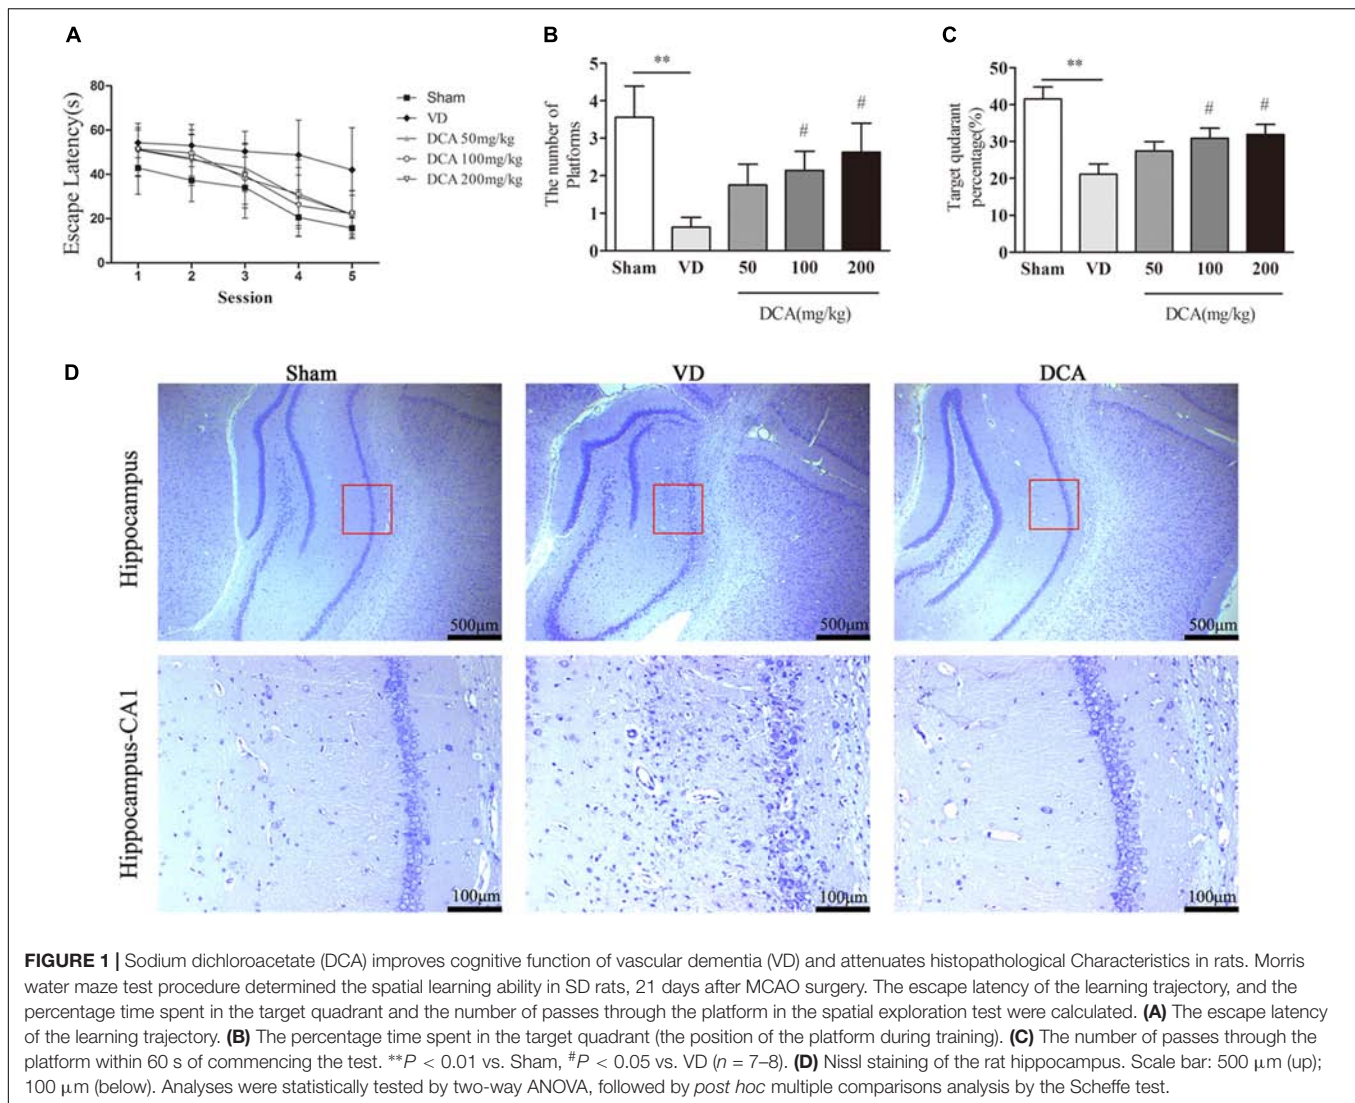 A
B
C
Escape Latency(s)
80
60
40
20
0
1 2 3 4 5
Session
Sham
VD
DCA 50mg/kg
DCA 100mg/kg
DCA 200mg/kg
The number of
Platforms
5
4
3
2
1
0
**
#
#
Sham VD 50 100 200
DCA(mg/kg)
Target qudarant
percentage(%)
50
40
30
20
10
0
**
#
#
Sham VD 50 100 200
DCA(mg/kg)
D
Sham
VD
DCA
Hippocampus
500μm
500μm
500μm
Hippocampus-CA1
100μm
100μm
100μm
FIGURE 1 | Sodium dichloroacetate (DCA) improves cognitive function of vascular dementia (VD) and attenuates histopathological Characteristics in rats. Morris
water maze test procedure determined the spatial learning ability in SD rats, 21 days after MCAO surgery. The escape latency of the learning trajectory, and the
percentage time spent in the target quadrant and the number of passes through the platform in the spatial exploration test were calculated. (A) The escape latency
of the learning trajectory. (B) The percentage time spent in the target quadrant (the position of the platform during training). (C) The number of passes through the
platform within 60 s of commencing the test. **P < 0.01 vs. Sham, #P < 0.05 vs. VD (n = 7–8). (D) Nissl staining of the rat hippocampus. Scale bar: 500 μm (up);
100 μm (below). Analyses were statistically tested by two-way ANOVA, followed by post hoc multiple comparisons analysis by the Scheffe test.